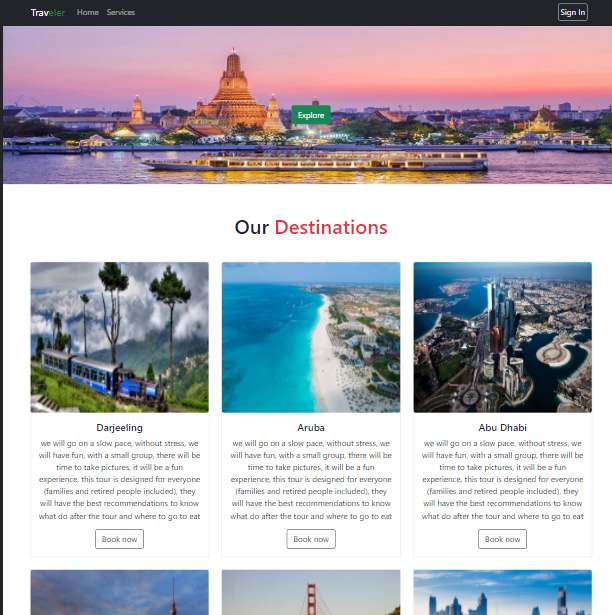 Traveler Home Services Sign In
Explore
Our Destinations
Darjeeling
we will go on a slow pace, without stress, we
will have fun, with a small group, there will be
time to take pictures, it will be a fun
experience, this tour is designed for everyone
(families and retired people included), they
will have the best recommendations to know
what do after the tour and where to go to eat
Book now
Aruba
we will go on a slow pace, without stress, we
will have fun, with a small group, there will be
time to take pictures, it will be a fun
experience, this tour is designed for everyone
(families and retired people included), they
will have the best recommendations to know
what do after the tour and where to go to eat
Book now
Abu Dhabi
we will go on a slow pace, without stress, we
will have fun, with a small group, there will be
time to take pictures, it will be a fun
experience, this tour is designed for everyone
(families and retired people included), they
will have the best recommendations to know
what do after the tour and where to go to eat
Book now